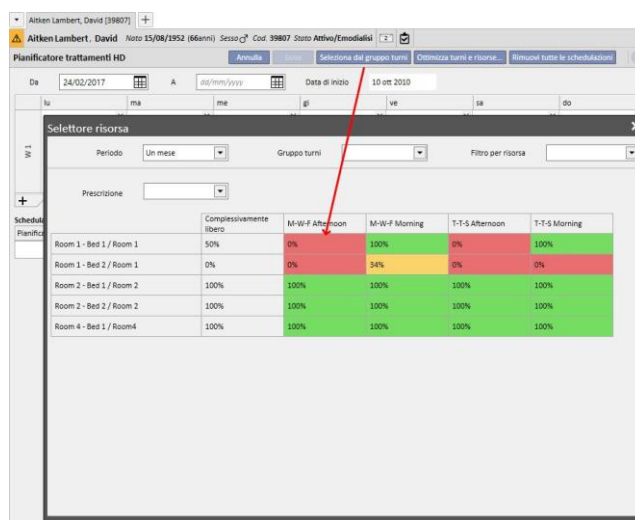 Aitken Lambert, David [39807] +
Aitken Lambert, David Nato 15/08/1952 (66anni) Sesso Cod. 39807 Stato Attivo/Emodialisi 2
Pianificatore trattamenti HD Annulla Salva Seleziona dal gruppo turni Ottimizza turni e risorse... Rimuovi tutte le schedulazioni
Da 24/02/2017 A dd/mm/yyyy Data di inizio 10 ott 2010
lu ma me gi ve sa do
Selettore risorsa
W 1
Periodo Un mese Gruppo turni Filtro per risorsa
Prescrizione
+
Schedula
Pianific
Complessivamente libero M-W-F Afternoon M-W-F Morning T-T-S Afternoon T-T-S Morning
Room 1 - Bed 1 / Room 1 50% 0% 100% 0% 100%
Room 1 - Bed 2 / Room 1 0% 0% 34% 0% 0%
Room 2 - Bed 1 / Room 2 100% 100% 100% 100% 100%
Room 2 - Bed 2 / Room 2 100% 100% 100% 100% 100%
Room 4 - Bed 1 / Room4 100% 100% 100% 100% 100%